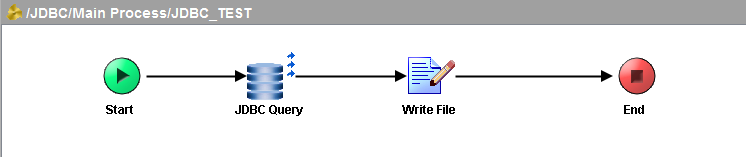 /JDBC/Main Process/JDBC_TEST
Start
JDBC Query
Write File
End